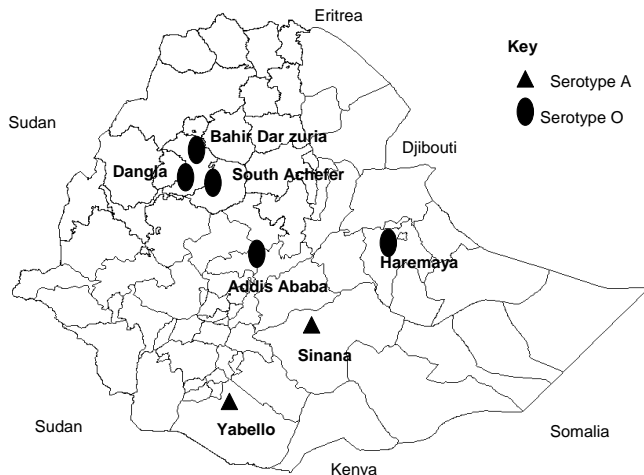 Eritrea
Key
Serotype A
Serotype O
Sudan
Bahir Dar zuria
Djibouti
Dangla
South Achefer
Haremaya
Addis Ababa
Sinana
Yabello
Sudan
Somalia
Kenya